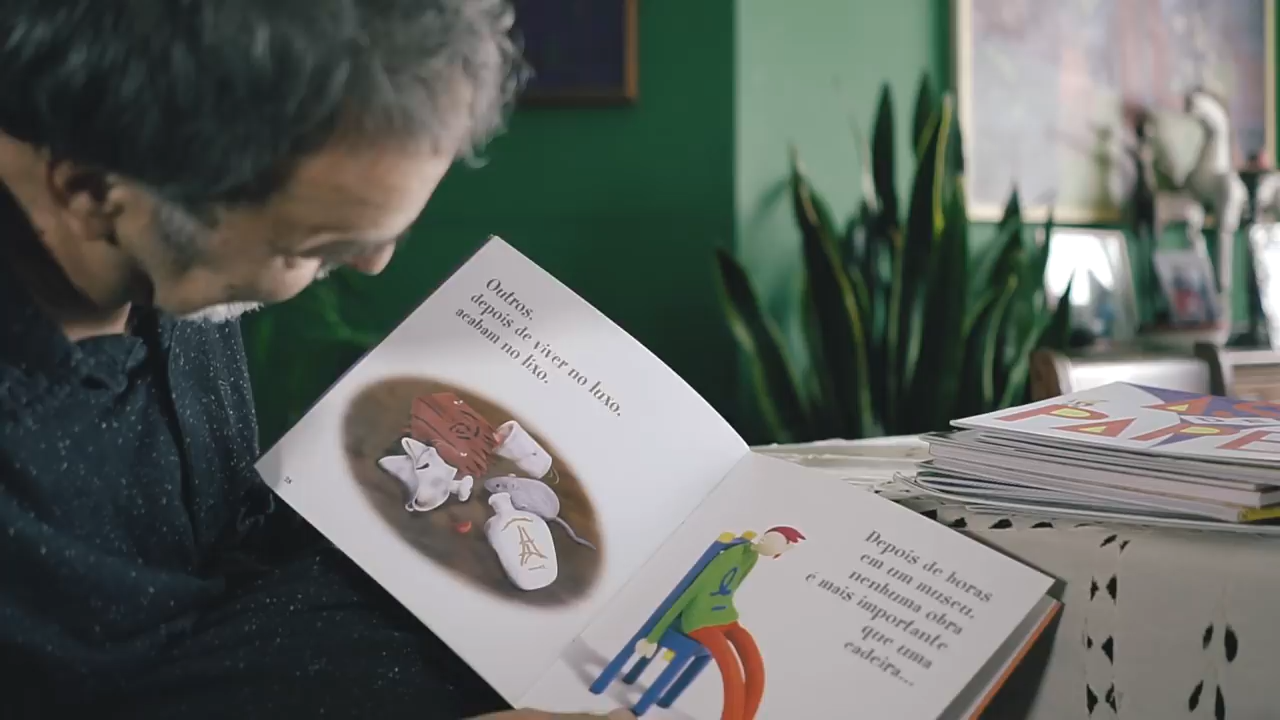 Outros,
depois de viver no luxo,
acabam no lixo.
Depois de horas
em um museu,
nenhuma obra
é mais importante
que uma
cadeira...